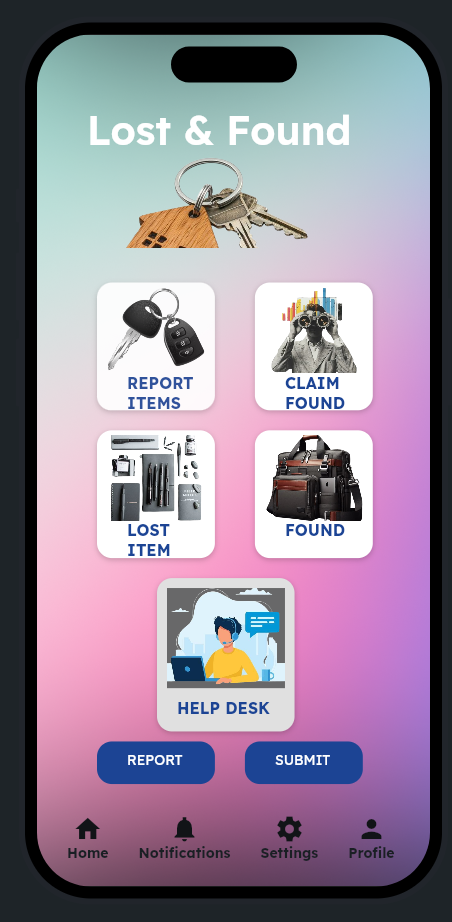 Lost & Found
REPORT
ITEMS
CLAIM
FOUND
LOST
ITEM
FOUND
HELP DESK
REPORT
SUBMIT
Home
Notifications
Settings
Profile